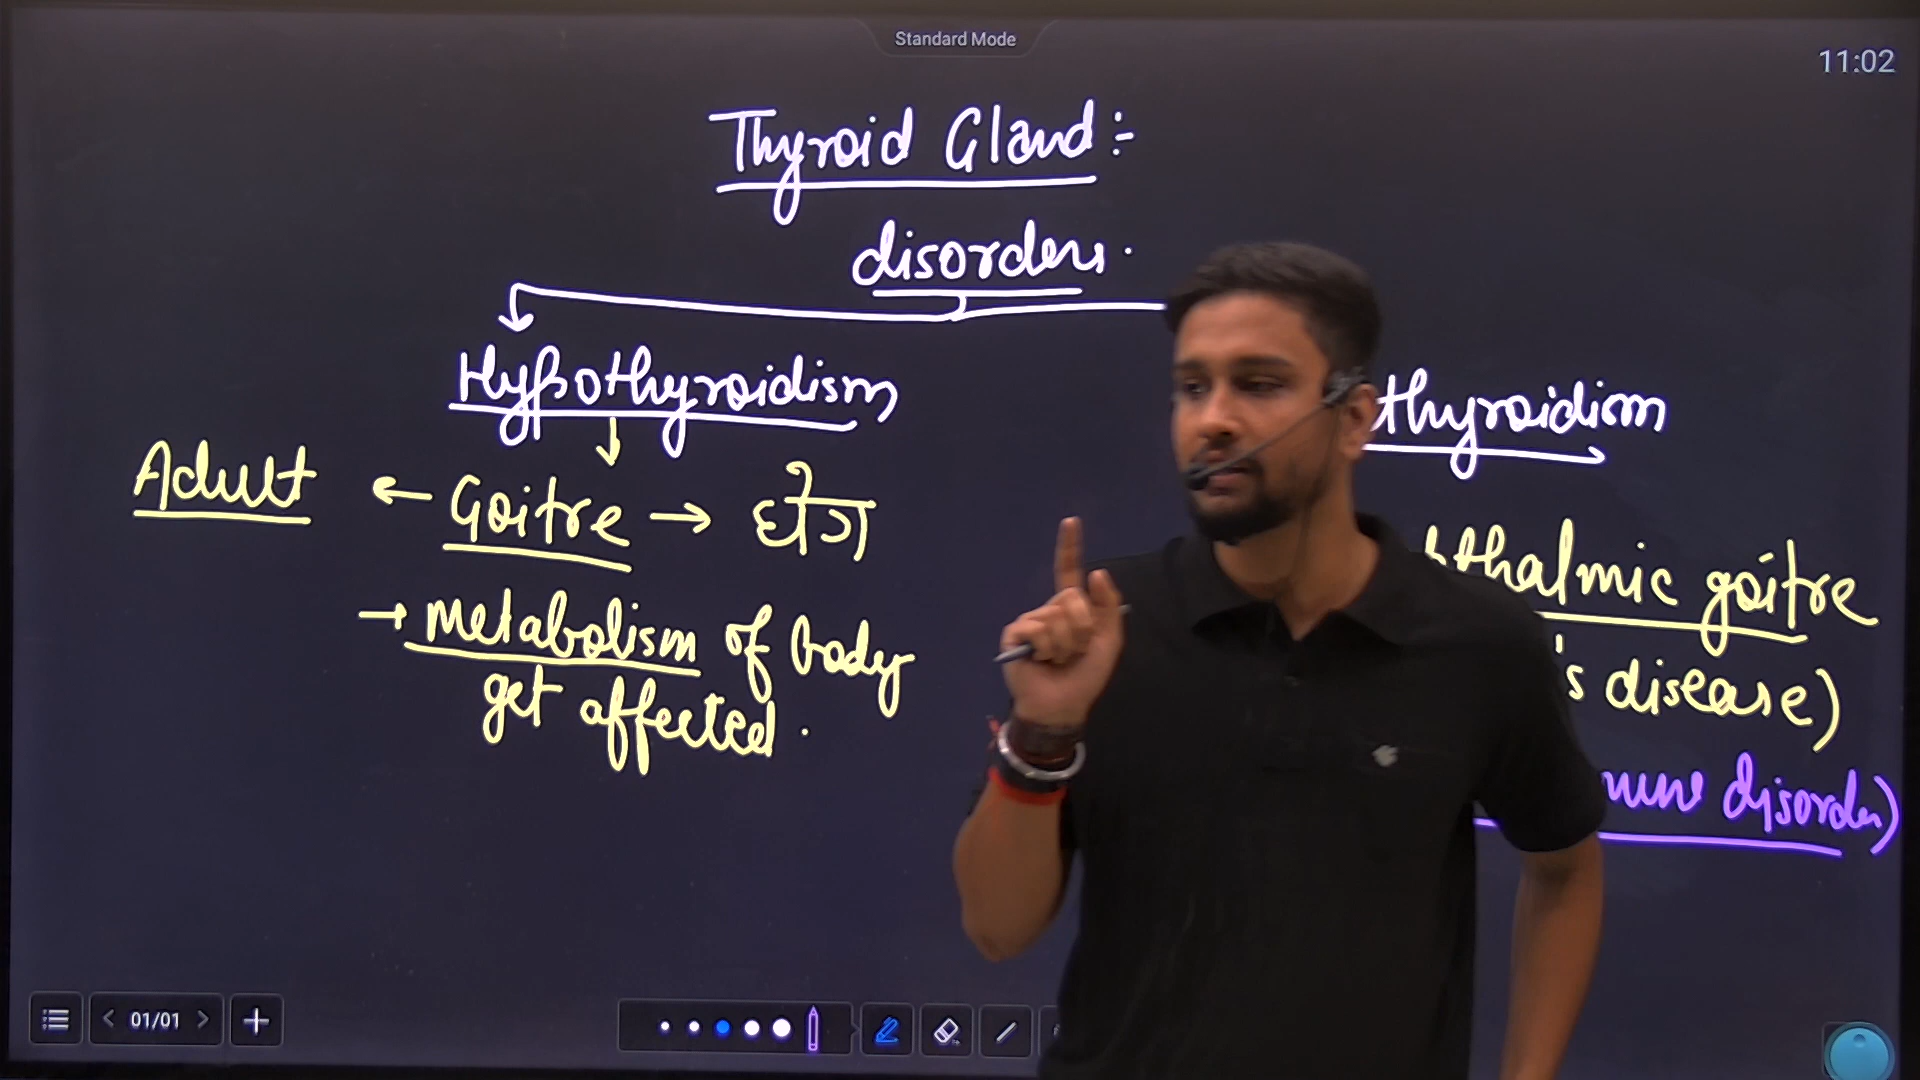 Standard Mode
11:02
Thyroid Gland :-
disorders.
Hypothyroidism
thyroidism
Adult ← Goitre → घेंग
thalmic goitre
→ metabolism of body
get affected.
's disease)
disorder)
01/01